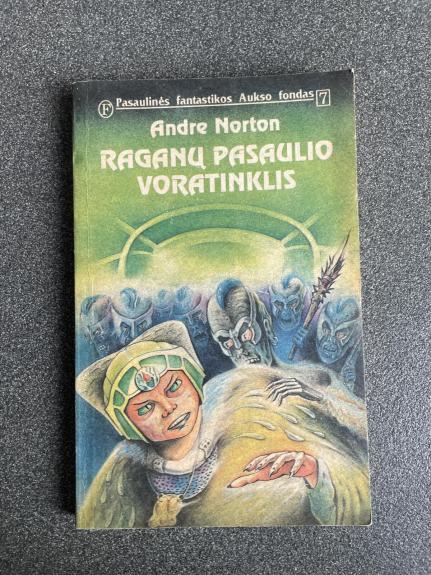 F Pasaulinės fantastikos Aukso fondas 7
Andre Norton
RAGANŲ PASAULIO
VORATINKLIS